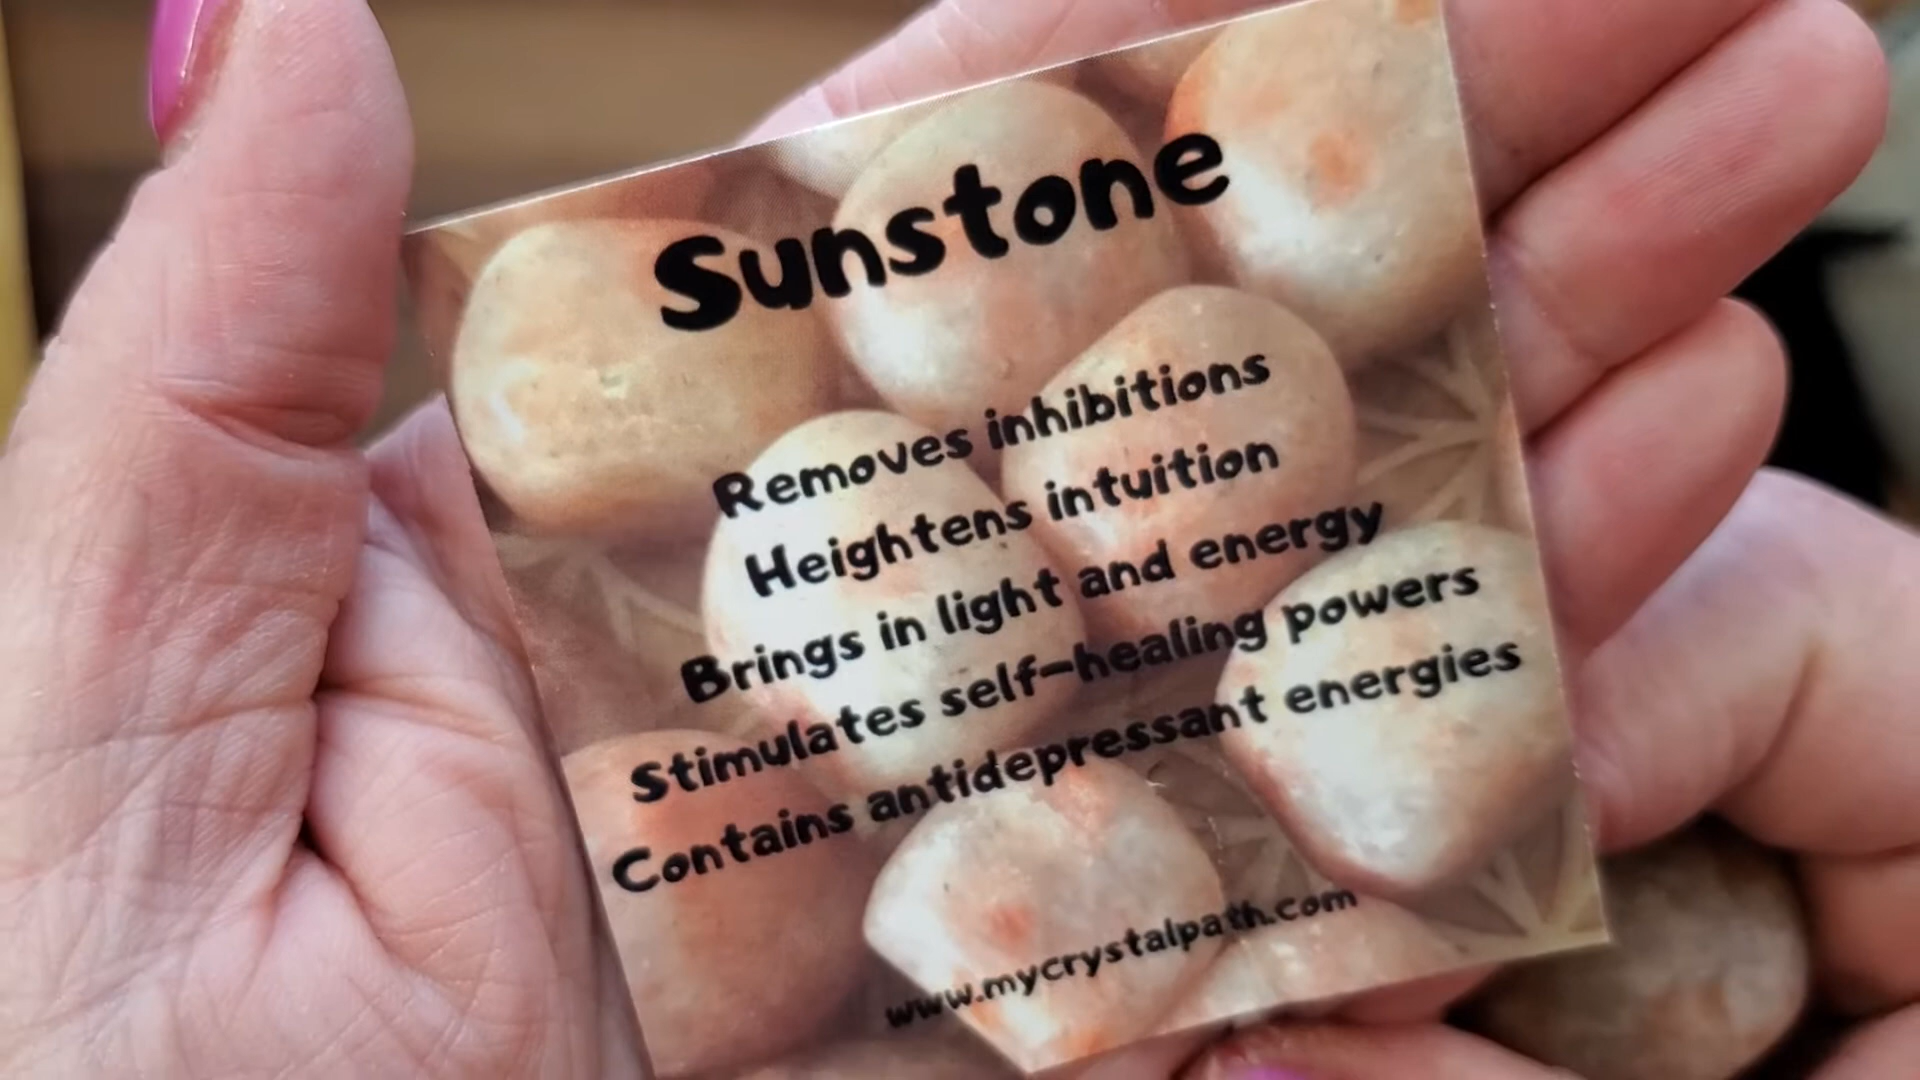 Sunstone
Removes inhibitions
Heightens intuition
Brings in light and energy
Stimulates self-healing powers
Contains antidepressant energies
www.mycrystalpath.com